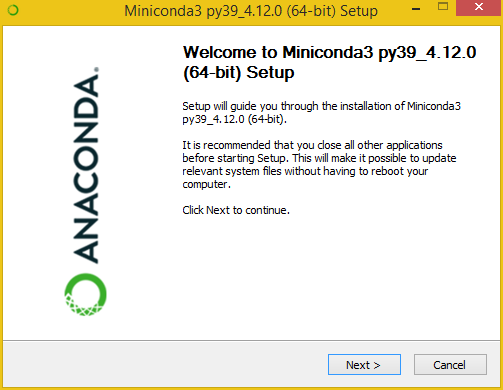 Miniconda3 py39_4.12.0 (64-bit) Setup
Welcome to Miniconda3 py39_4.12.0
(64-bit) Setup
Setup will guide you through the installation of Miniconda3
py39_4.12.0 (64-bit).
It is recommended that you close all other applications
before starting Setup. This will make it possible to update
relevant system files without having to reboot your
computer.
Click Next to continue.
ANACONDA.
Next >
Cancel